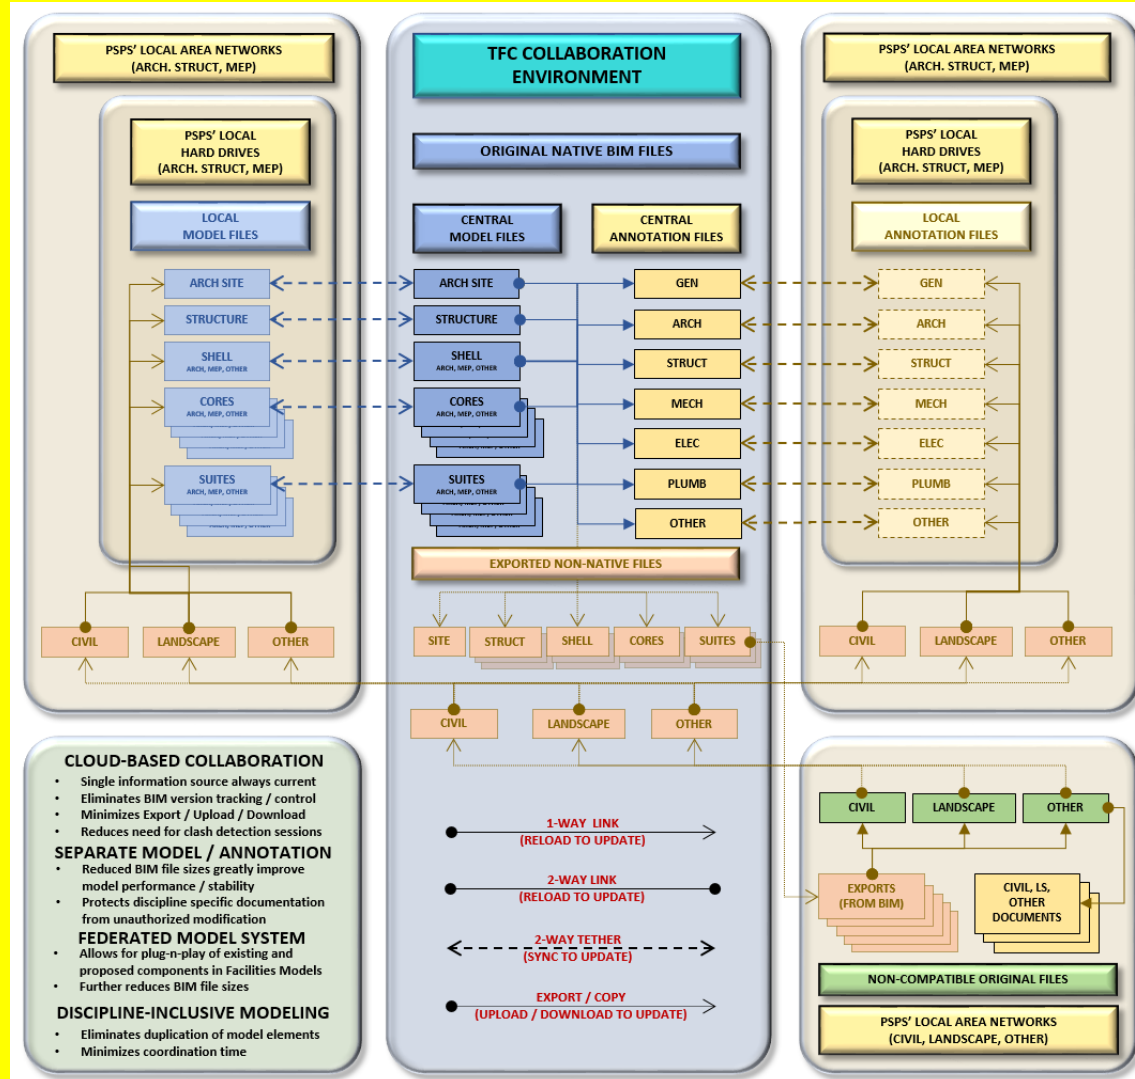 PSPS' LOCAL AREA NETWORKS
(ARCH. STRUCT, MEP)
PSPS' LOCAL
HARD DRIVES
(ARCH. STRUCT, MEP)
LOCAL
MODEL FILES
ARCH SITE
STRUCTURE
SHELL
ARCH, MEP, OTHER
CORES
ARCH, MEP, OTHER
SUITES
ARCH, MEP, OTHER
ARCH, MEP, OTHER
CIVIL
LANDSCAPE
OTHER
TFC COLLABORATION
ENVIRONMENT
ORIGINAL NATIVE BIM FILES
CENTRAL
MODEL FILES
ARCH SITE
STRUCTURE
SHELL
ARCH, MEP, OTHER
CORES
ARCH, MEP, OTHER
SUITES
ARCH, MEP, OTHER
ARCH, MEP, OTHER
CENTRAL
ANNOTATION FILES
GEN
ARCH
STRUCT
MECH
ELEC
PLUMB
OTHER
EXPORTED NON-NATIVE FILES
SITE
STRUCT
SHELL
CORES
SUITES
CIVIL
LANDSCAPE
OTHER
1-WAY LINK
(RELOAD TO UPDATE)
2-WAY LINK
(RELOAD TO UPDATE)
2-WAY TETHER
(SYNC TO UPDATE)
EXPORT / COPY
(UPLOAD / DOWNLOAD TO UPDATE)
PSPS' LOCAL AREA NETWORKS
(ARCH. STRUCT, MEP)
PSPS' LOCAL
HARD DRIVES
(ARCH. STRUCT, MEP)
LOCAL
ANNOTATION FILES
GEN
ARCH
STRUCT
MECH
ELEC
PLUMB
OTHER
CIVIL
LANDSCAPE
OTHER
CLOUD-BASED COLLABORATION
• Single information source always current
• Eliminates BIM version tracking / control
• Minimizes Export / Upload / Download
• Reduces need for clash detection sessions
SEPARATE MODEL / ANNOTATION
• Reduced BIM file sizes greatly improve
model performance / stability
• Protects discipline specific documentation
from unauthorized modification
FEDERATED MODEL SYSTEM
• Allows for plug-n-play of existing and
proposed components in Facilities Models
• Further reduces BIM file sizes
DISCIPLINE-INCLUSIVE MODELING
• Eliminates duplication of model elements
• Minimizes coordination time
CIVIL
LANDSCAPE
OTHER
EXPORTS
(FROM BIM)
CIVIL, LS,
OTHER
DOCUMENTS
NON-COMPATIBLE ORIGINAL FILES
PSPS' LOCAL AREA NETWORKS
(CIVIL, LANDSCAPE, OTHER)